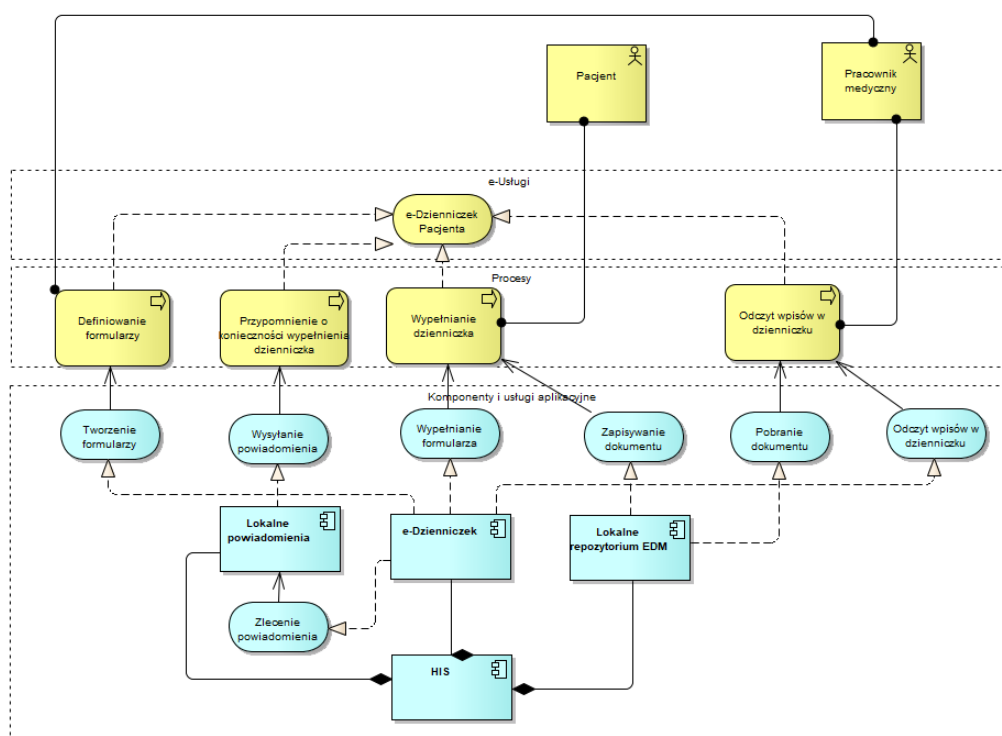 Pacjent
Pracownik
medyczny
e-Usługi
e-Dzienniczek
Pacjenta
Procesy
Definiowanie
formularzy
Przypomnienie o
konieczności wypełnienia
dzienniczka
Wypełnianie
dzienniczka
Odczyt wpisów w
dzienniczku
Komponenty i usługi aplikacyjne
Tworzenie
formularzy
Wysyłanie
powiadomienia
Wypełnianie
formularza
Zapisywanie
dokumentu
Pobranie
dokumentu
Odczyt wpisów w
dzienniczku
Lokalne
powiadomienia
e-Dzienniczek
Lokalne
repozytorium EDM
Zlecenie
powiadomienia
HIS